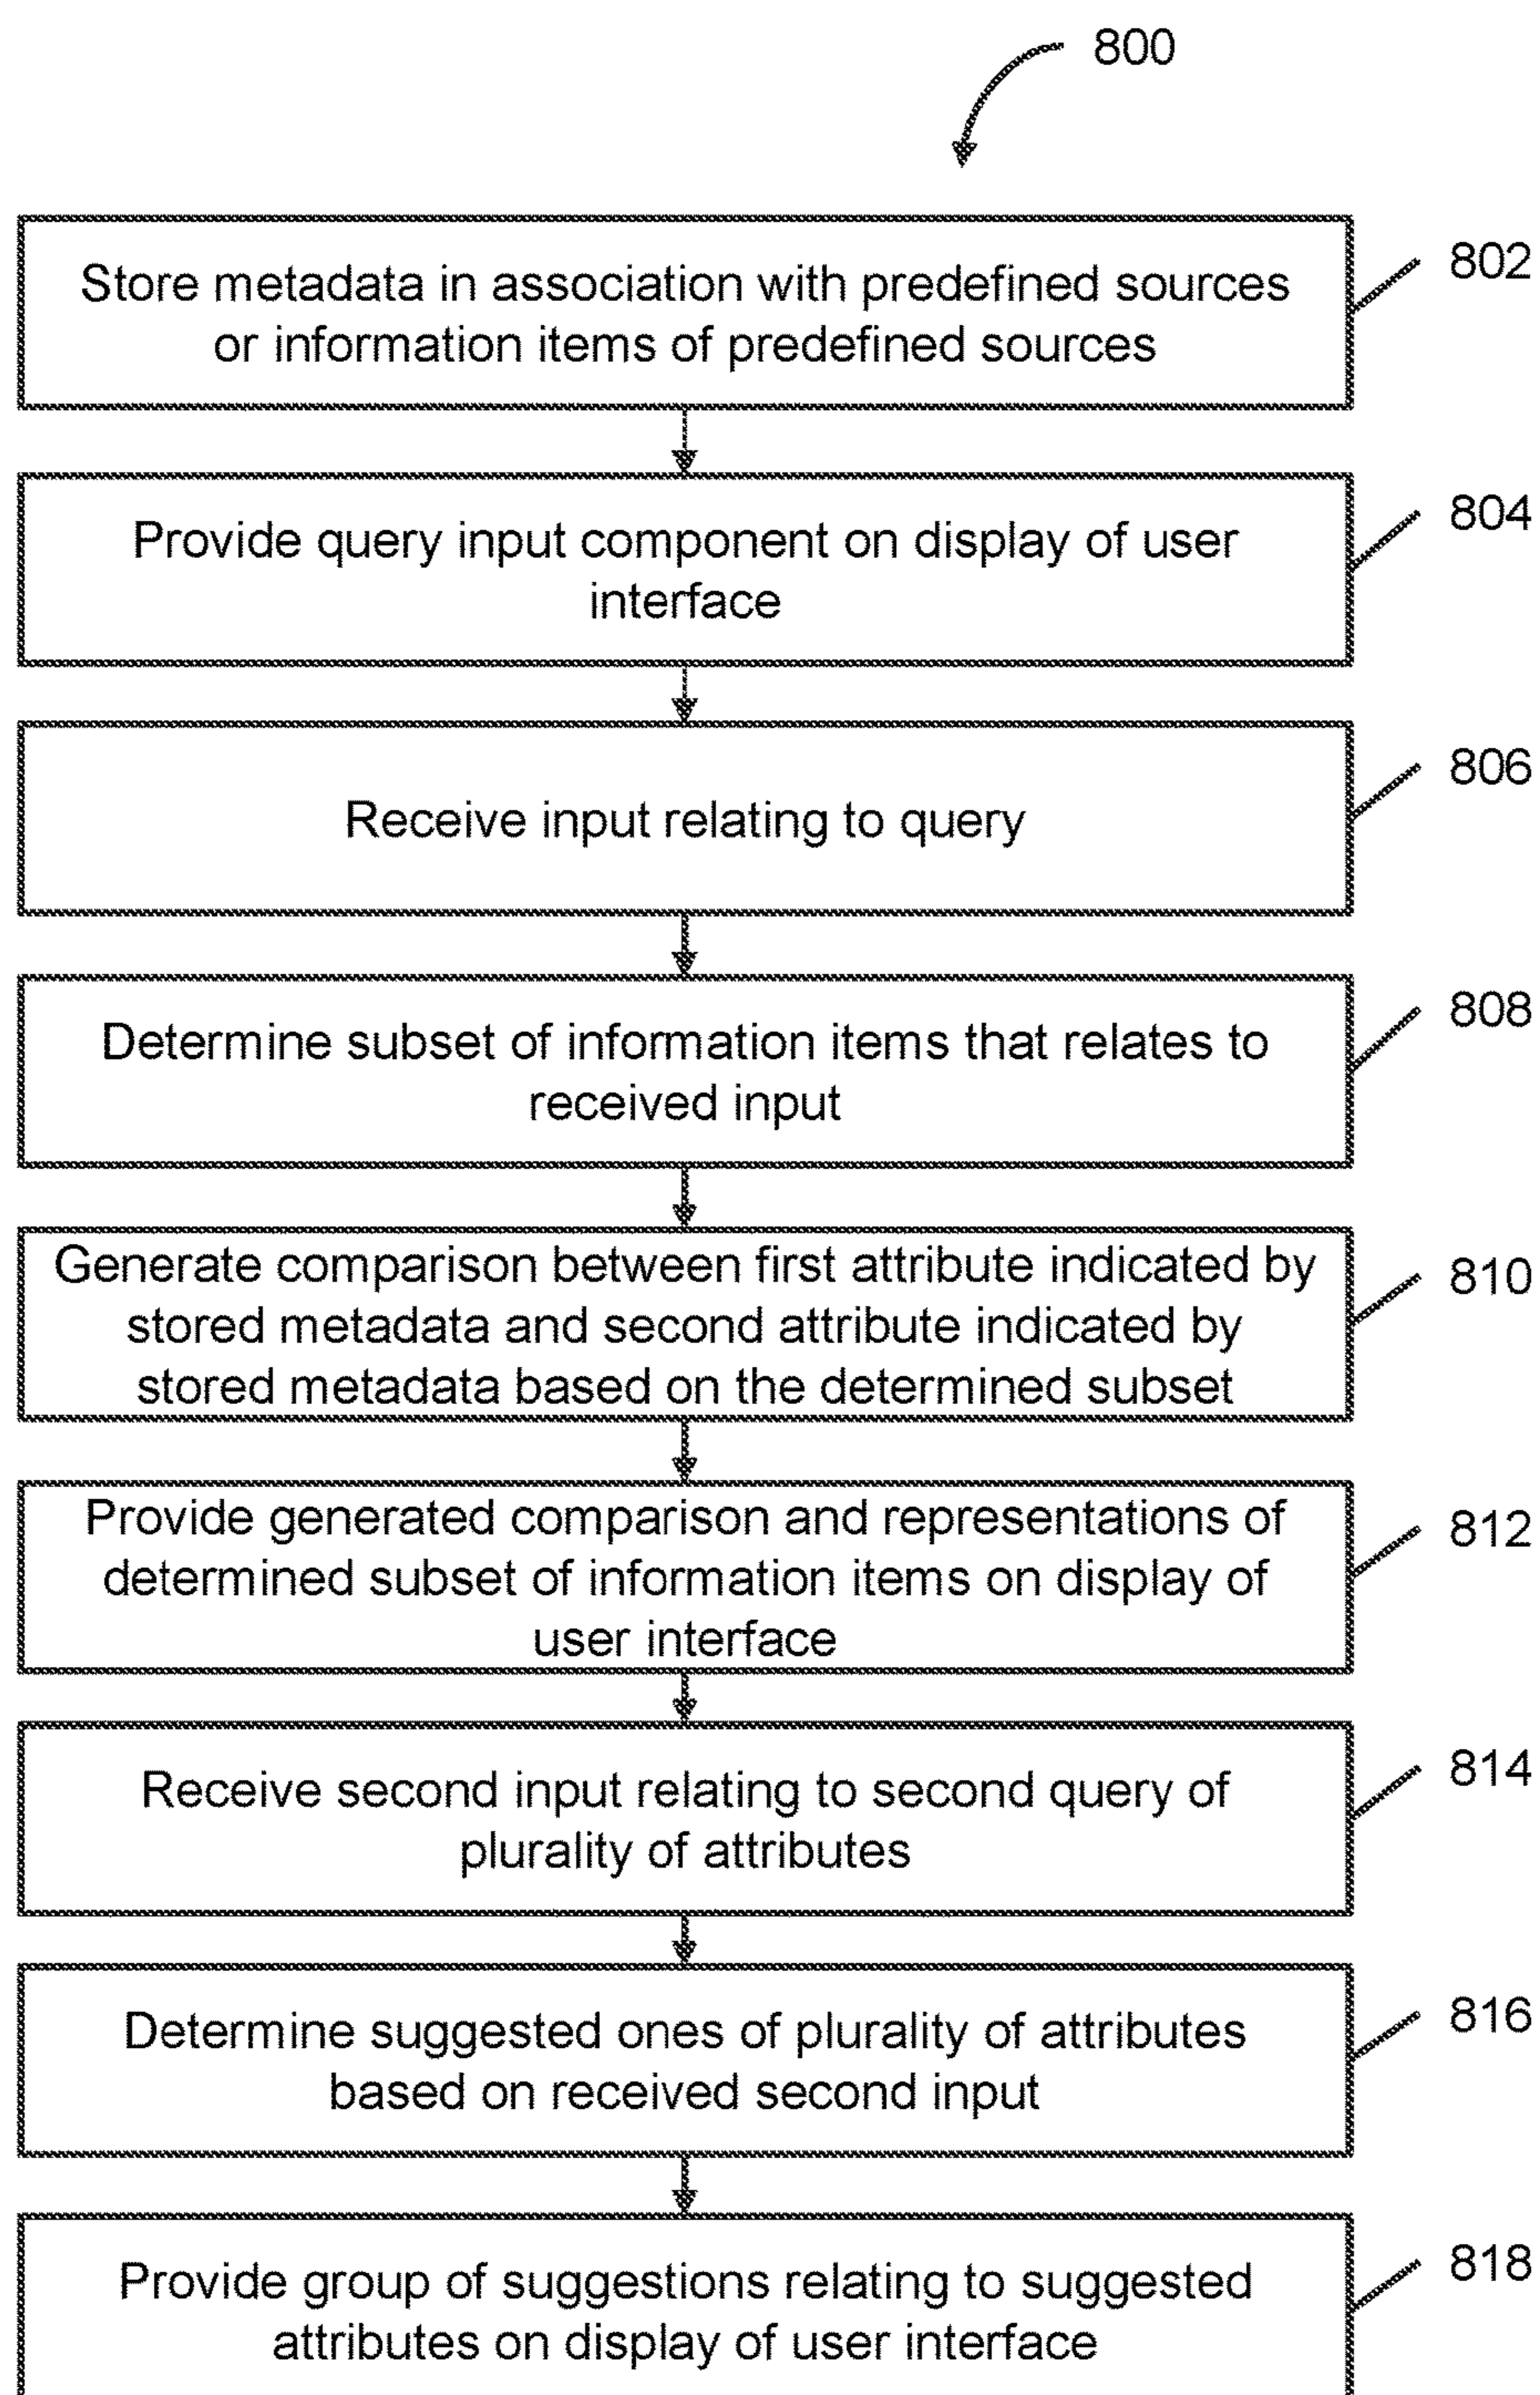 800
Store metadata in association with predefined sources
or information items of predefined sources
802
Provide query input component on display of user
interface
804
Receive input relating to query
806
Determine subset of information items that relates to
received input
808
Generate comparison between first attribute indicated by
stored metadata and second attribute indicated by
stored metadata based on the determined subset
810
Provide generated comparison and representations of
determined subset of information items on display of
user interface
812
Receive second input relating to second query of
plurality of attributes
814
Determine suggested ones of plurality of attributes
based on received second input
816
Provide group of suggestions relating to suggested
attributes on display of user interface
818